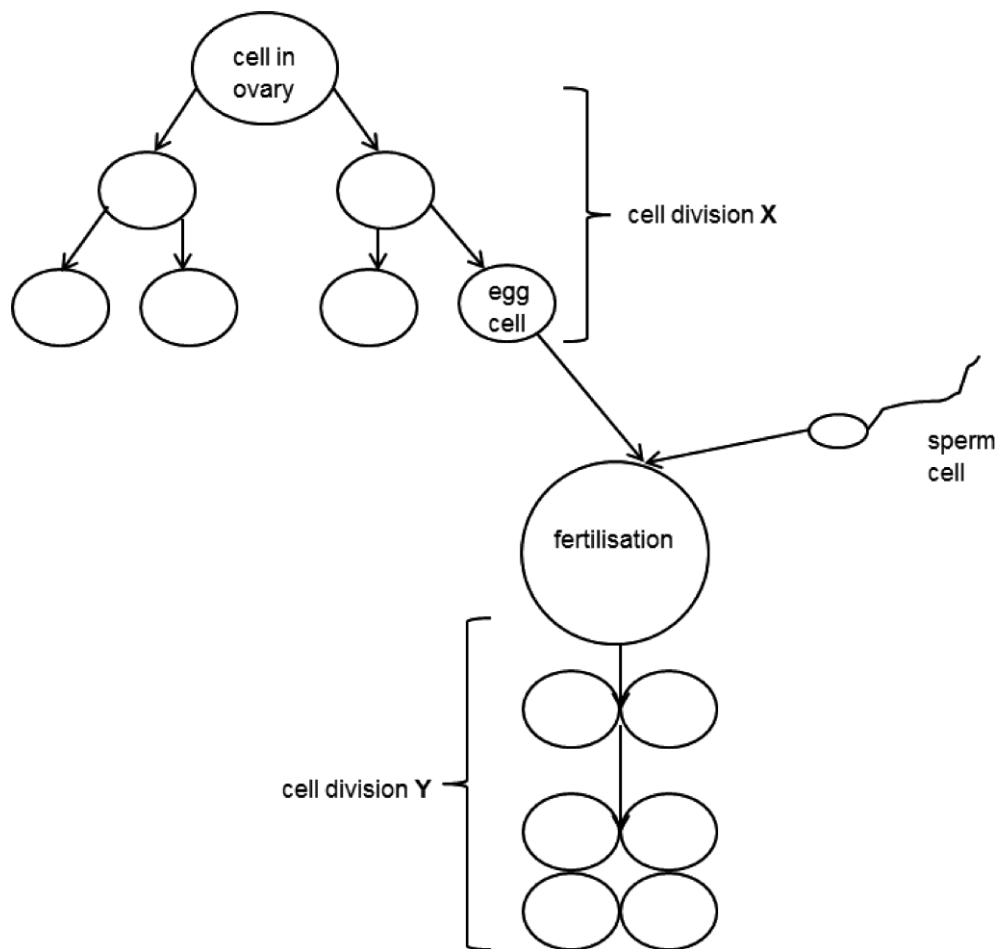 cell in
ovary
cell division X
egg
cell
sperm
cell
fertilisation
cell division Y